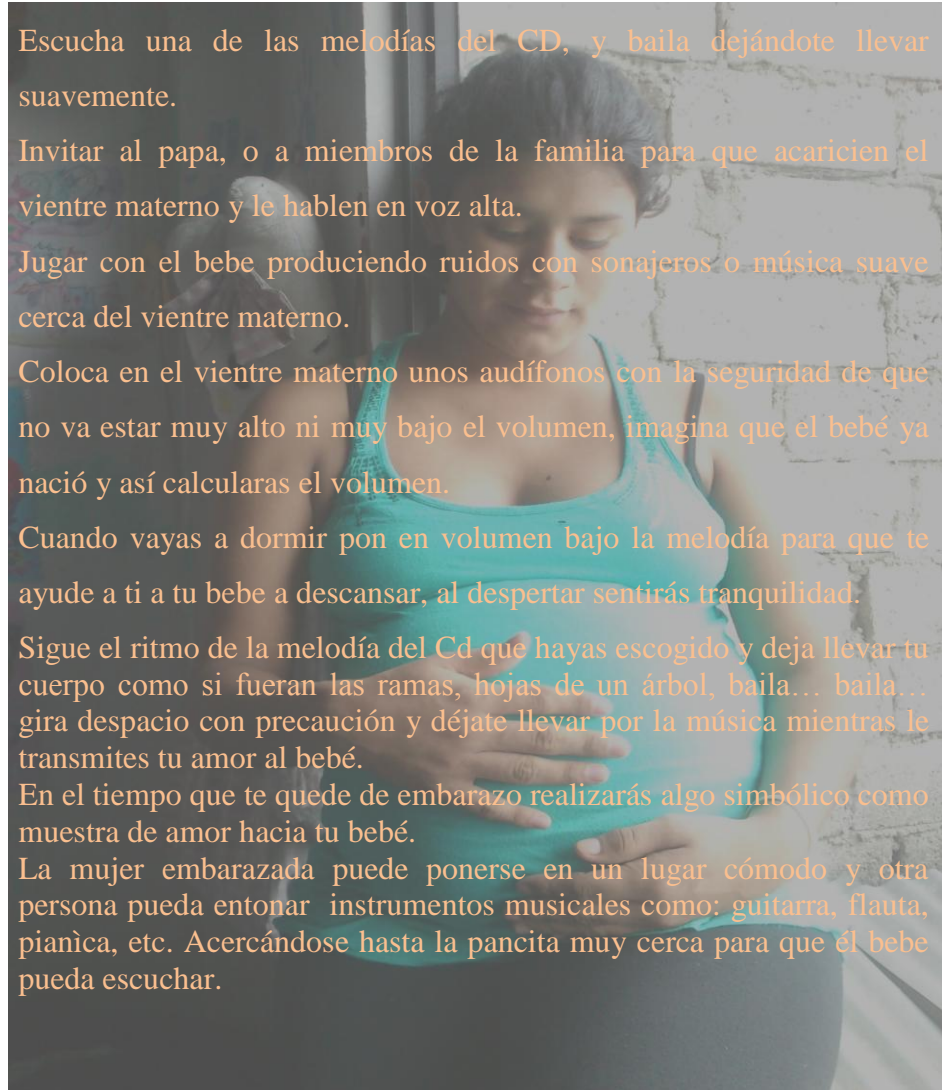 Escucha una de las melodías del CD, y baila dejándote llevar
suavemente.
Invitar al papa, o a miembros de la familia para que acaricien el
vientre materno y le hablen en voz alta.
Jugar con el bebe produciendo ruidos con sonajeros o música suave
cerca del vientre materno.
Coloca en el vientre materno unos audífonos con la seguridad de que
no va estar muy alto ni muy bajo el volumen, imagina que el bebé ya
nació y así calcularas el volumen.
Cuando vayas a dormir pon en volumen bajo la melodía para que te
ayude a ti a tu bebe a descansar, al despertar sentirás tranquilidad.
Sigue el ritmo de la melodía del Cd que hayas escogido y deja llevar tu
cuerpo como si fueran las ramas, hojas de un árbol, baila… baila…
gira despacio con precaución y déjate llevar por la música mientras le
transmites tu amor al bebé.
En el tiempo que te quede de embarazo realizarás algo simbólico como
muestra de amor hacia tu bebé.
La mujer embarazada puede ponerse en un lugar cómodo y otra
persona pueda entonar instrumentos musicales como: guitarra, flauta,
pianìca, etc. Acercándose hasta la pancita muy cerca para que él bebe
pueda escuchar.